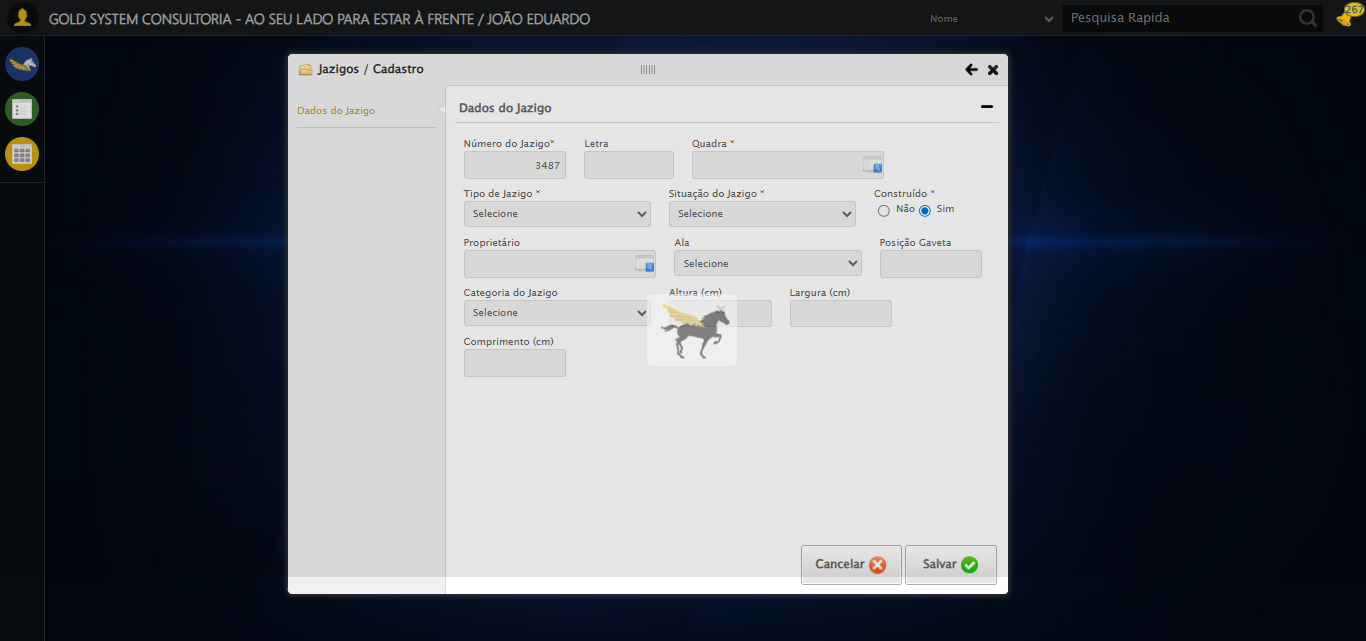 GOLD SYSTEM CONSULTORIA - AO SEU LADO PARA ESTAR À FRENTE / JOÃO EDUARDO
Nome
Pesquisa Rapida
267
Jazigos / Cadastro
Dados do Jazigo
Dados do Jazigo
Número do Jazigo* Letra Quadra *
3487
Tipo de Jazigo * Situação do Jazigo * Construído *
Selecione Selecione Não Sim
Proprietário Ala Posição Gaveta
Selecione
Categoria do Jazigo Altura (cm) Largura (cm)
Selecione
Comprimento (cm)
Cancelar Salvar